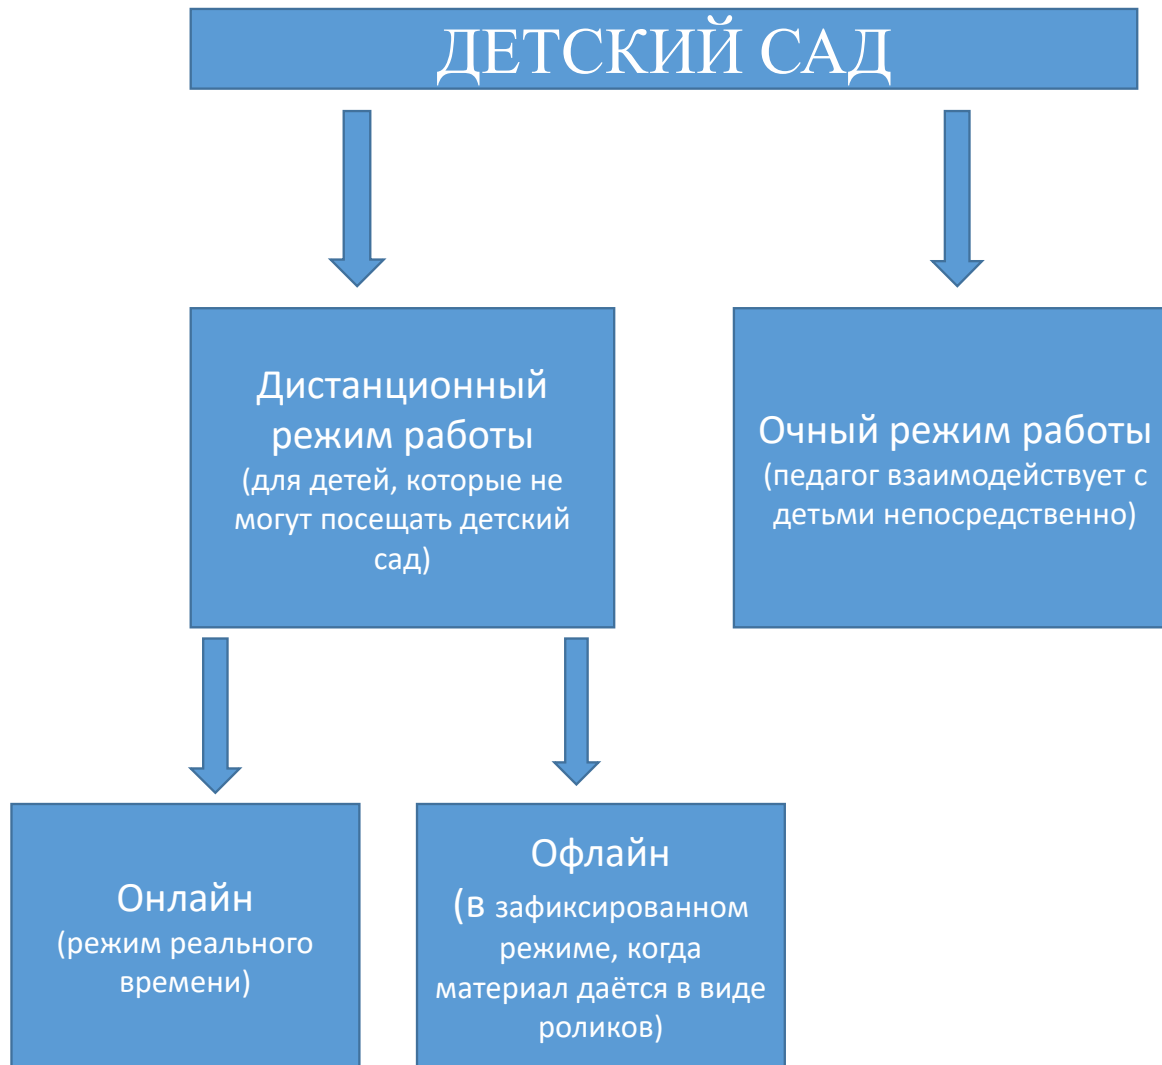 ДЕТСКИЙ САД
Дистанционный
режим работы
(для детей, которые не
могут посещать детский
сад)
Очный режим работы
(педагог взаимодействует с
детьми непосредственно)
Онлайн
(режим реального
времени)
Офлайн
(в зафиксированном
режиме, когда
материал даётся в виде
роликов)